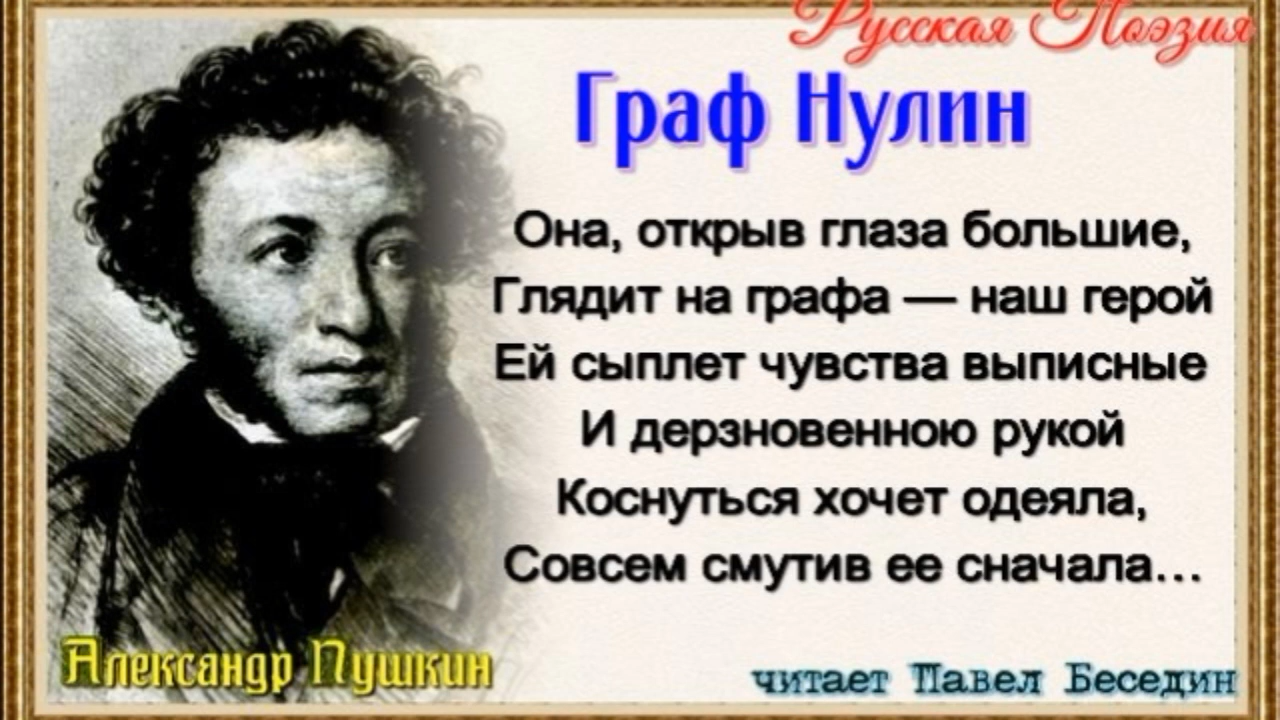 Русская Поэзия
Граф Нулин
Она, открыв глаза большие,
Глядит на графа — наш герой
Ей сыплет чувства выписные
И дерзновенною рукой
Коснуться хочет одеяла,
Совсем смутив ее сначала...
Александр Пушкин
читает Павел Беседин